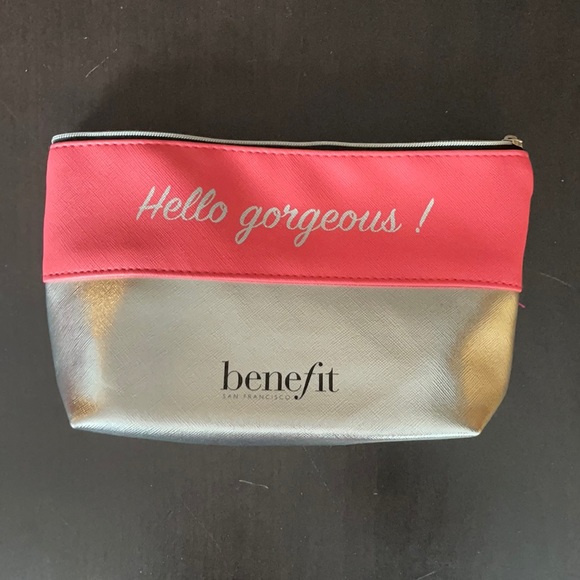 Hello gorgeous !
benefit
SAN FRANCISCO